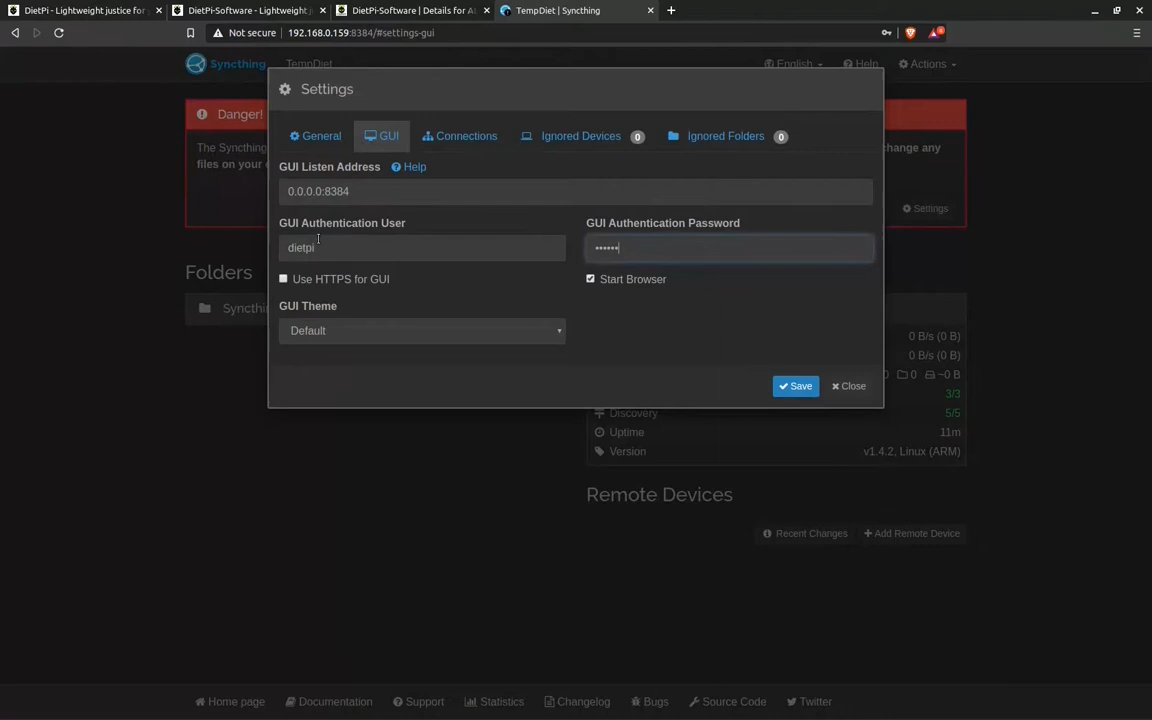 DietPi - Lightweight justice for
DietPi-Software - Lightweight
DietPi-Software | Details for Al
TempDiet | Syncthing
Not secure
192.168.0.159:8384/#settings-gui
Syncthing
TempDiet
English
Help
Actions
Settings
Danger!
General
GUI
Connections
Ignored Devices 0
Ignored Folders 0
The Syncthing
change any
files on your
GUI Listen Address
Help
0.0.0.0:8384
Settings
GUI Authentication User
GUI Authentication Password
dietpi
••••••
Folders
Use HTTPS for GUI
Start Browser
GUI Theme
Default
0 B/s (0 B)
0 B/s (0 B)
0 ~0 B
Save
Close
3/3
Discovery
5/5
Uptime
11m
Version
v1.4.2, Linux (ARM)
Remote Devices
Recent Changes
Add Remote Device
Home page
Documentation
Support
Statistics
Changelog
Bugs
Source Code
Twitter